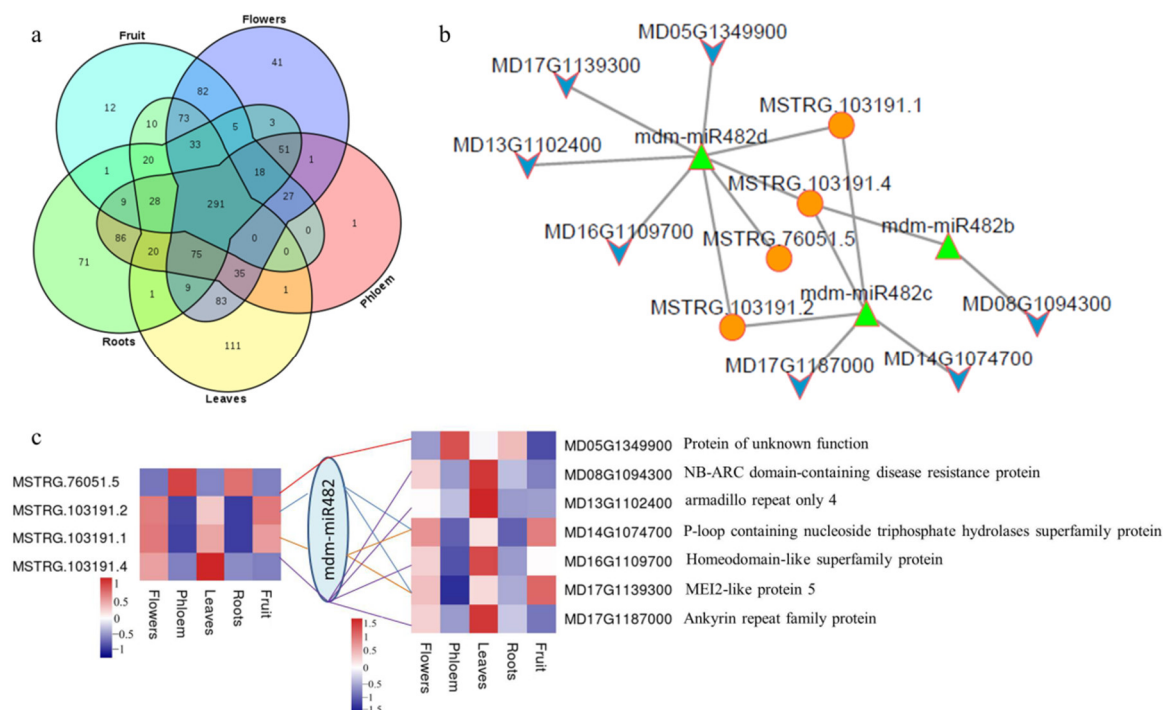 a
Flowers
Fruit
41
82
12
73
5
3
10
33
51
1
20
18
1
27
28
291
9
1
0
0
86
20
75
0
71
35
1
9
83
1
Phloem
Roots
111
Leaves
b
MD05G1349900
MD17G1139300
MSTRG.103191.1
mdm-miR482d
MD13G1102400
MSTRG.103191.4
mdm-miR482b
MD16G1109700
MSTRG.76051.5
mdm-miR482c
MSTRG.103191.2
MD08G1094300
MD17G1187000
MD14G1074700
c
MSTRG.76051.5
MSTRG.103191.2
MSTRG.103191.1
MSTRG.103191.4
1
0.5
0
-0.5
-1
Flowers
Phloem
Leaves
Roots
Fruit
mdm-miR482
MD05G1349900 Protein of unknown function
MD08G1094300 NB-ARC domain-containing disease resistance protein
MD13G1102400 armadillo repeat only 4
MD14G1074700 P-loop containing nucleoside triphosphate hydrolases superfamily protein
MD16G1109700 Homeodomain-like superfamily protein
MD17G1139300 MEI2-like protein 5
MD17G1187000 Ankyrin repeat family protein
1.5
1
0.5
0
-0.5
-1
-1.5
Flowers
Phloem
Leaves
Roots
Fruit